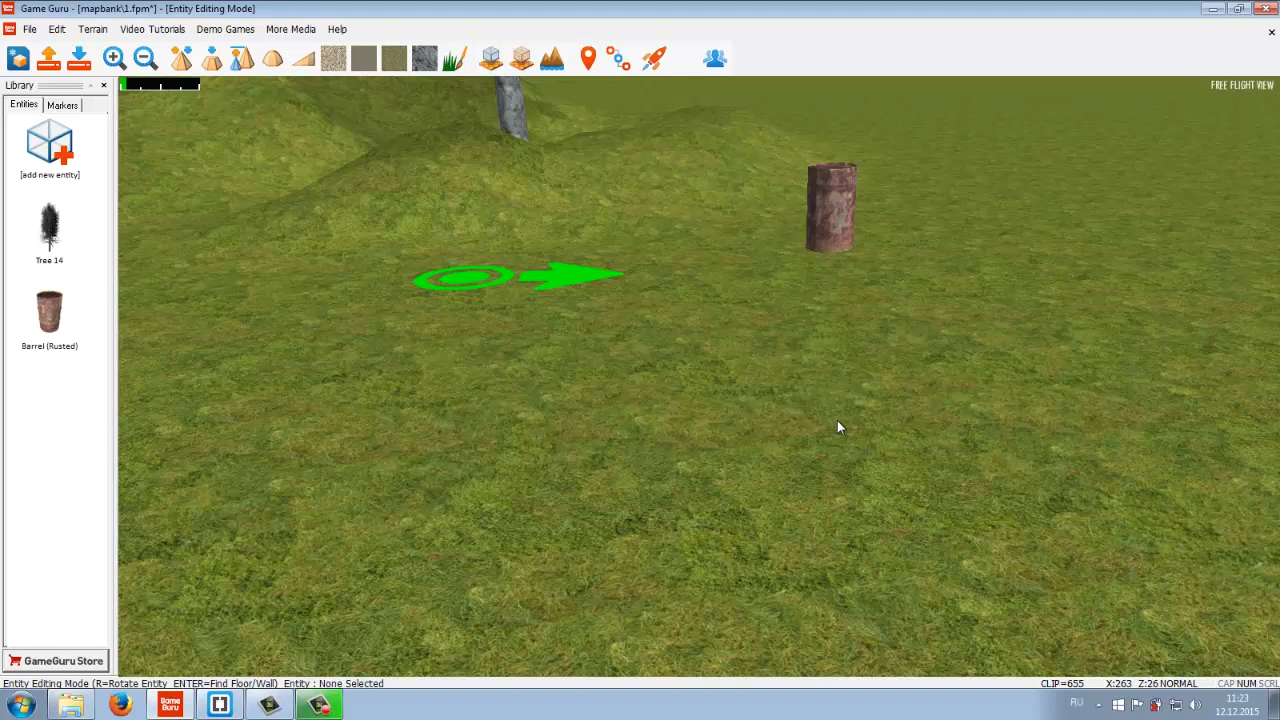 Game Guru - [mapbank\1.fpm*] - [Entity Editing Mode]
File Edit Terrain Video Tutorials Demo Games More Media Help
Library
FREE FLIGHT VIEW
Entities Markers
[add new entity]
Tree 14
Barrel (Rusted)
GameGuru Store
Entity Editing Mode (R=Rotate Entity ENTER=Find Floor/Wall) Entity : None Selected CLIP=655 X:263 Z:26 NORMAL CAP NUM SCRL
Game Guru
RU
11:23
12.12.2015